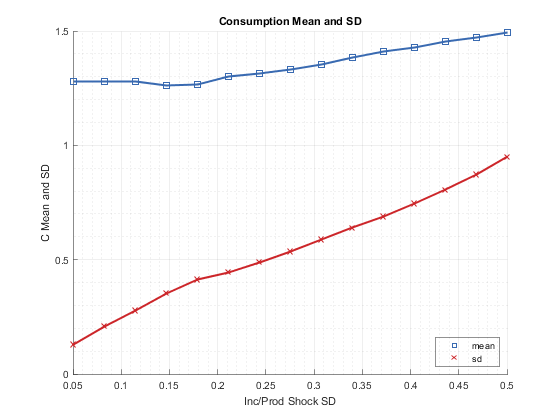 Consumption Mean and SD
C Mean and SD
1.5
1
0.5
0
0.05 0.1 0.15 0.2 0.25 0.3 0.35 0.4 0.45 0.5
Inc/Prod Shock SD
mean
sd